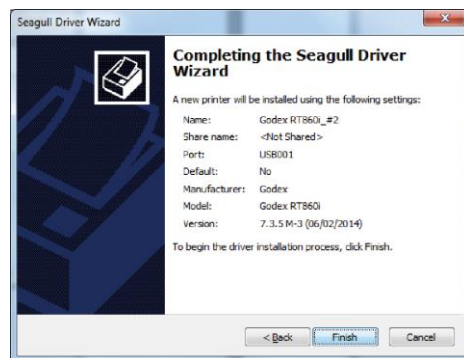 Seagull Driver Wizard
Completing the Seagull Driver
Wizard
A new printer will be installed using the following settings:
Name: Godex RT860i_#2
Share name: <Not Shared>
Port: USB001
Default: No
Manufacturer: Godex
Model: Godex RT860i
Version: 7.3.5 M-3 (06/02/2014)
To begin the driver installation process, click Finish.
< Back Finish Cancel